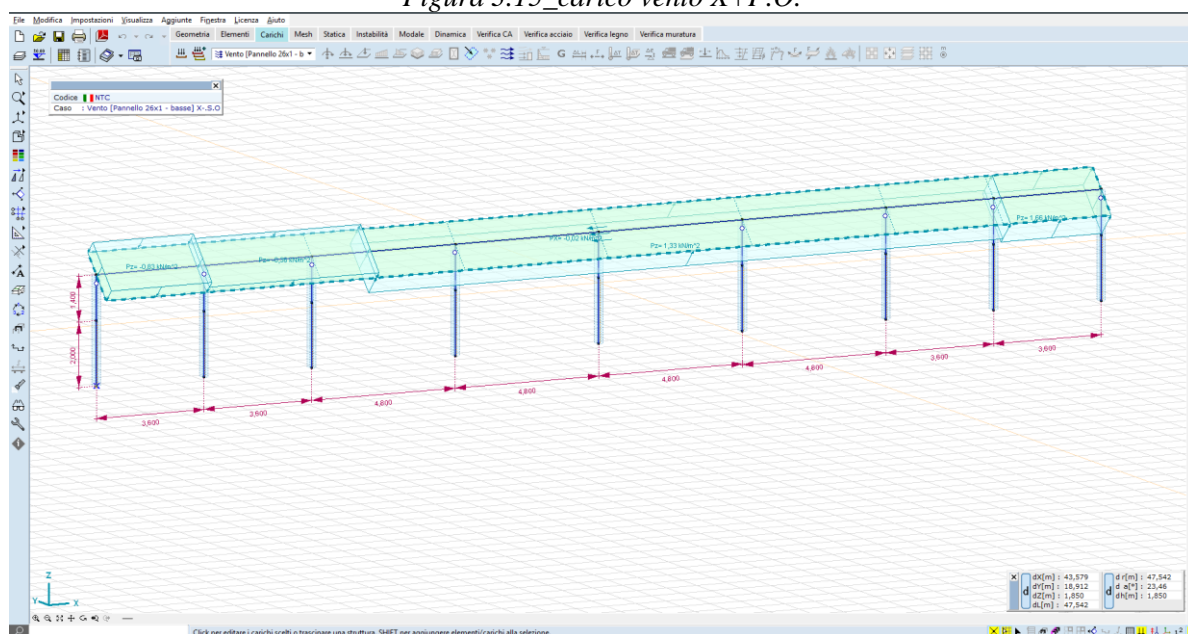 Figura 3.15_carico vento X+P.O.
File Modifica Impostazioni Visualizza Aggiunte Finestra Licenza Aiuto
Geometria Elementi Carichi Mesh Statica Instabilità Modale Dinamica Verifica CA Verifica acciaio Verifica legno Verifica muratura
Vento [Pannello 26x1 - b
Codice NTC
Caso : Vento [Pannello 26x1 - basse] X-.S.O
Pz= 1,66 kN/m^2
Pz= 1,33 kN/m^2
Pz= -0,83 kN/m^2
1,400
2,000
3,600
3,600
4,800
4,800
4,800
4,800
3,600
3,600
Z
Y
X
dX[m] : 43,579
dY[m] : 18,912
dZ[m] : 1,850
dL[m] : 47,542
d r[m] : 47,542
d a[°] : 23,46
dh[m] : 1,850
d
d
Click per editare i carichi scelti o trascinare una struttura. SHIFT per aggiungere elementi/carichi alla selezione.